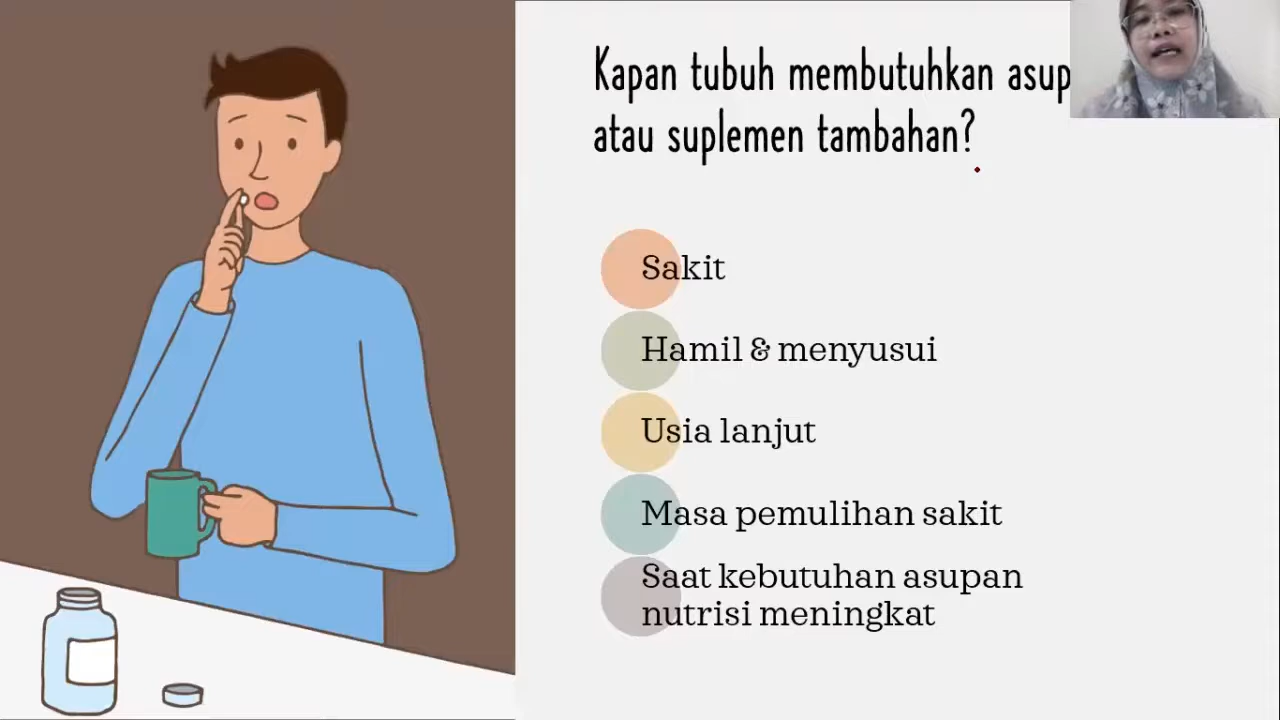 Kapan tubuh membutuhkan asup
atau suplemen tambahan?
Sakit
Hamil & menyusui
Usia lanjut
Masa pemulihan sakit
Saat kebutuhan asupan
nutrisi meningkat